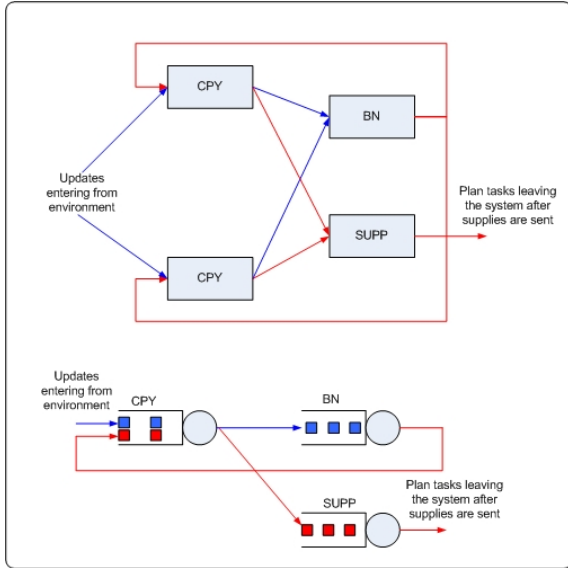 CPY
BN
Updates
entering from
environment
Plan tasks leaving
the system after
supplies are sent
SUPP
CPY
Updates
entering from
environment
CPY
BN
SUPP
Plan tasks leaving
the system after
supplies are sent